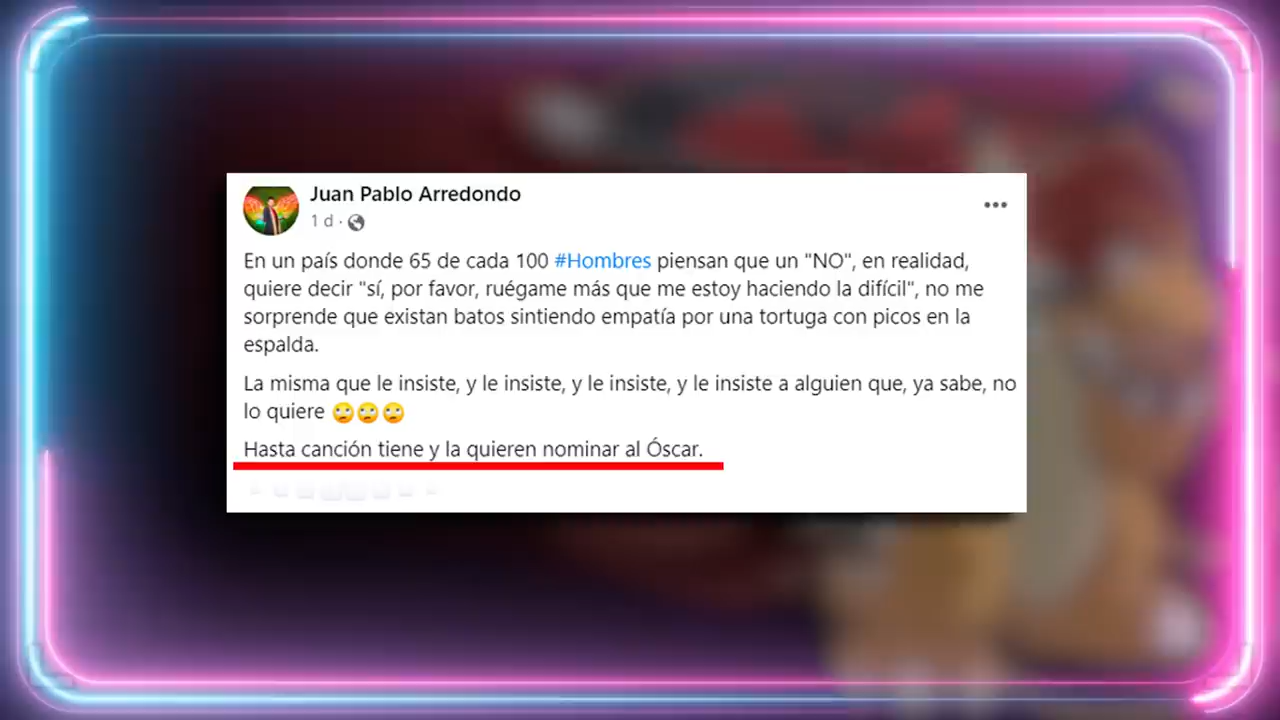 Juan Pablo Arredondo
1 d ·
En un país donde 65 de cada 100 #Hombres piensan que un "NO", en realidad,
quiere decir "sí, por favor, ruégame más que me estoy haciendo la difícil", no me
sorprende que existan batos sintiendo empatía por una tortuga con picos en la
espalda.
La misma que le insiste, y le insiste, y le insiste, y le insiste a alguien que, ya sabe, no
lo quiere 🙄🙄🙄
Hasta canción tiene y la quieren nominar al Óscar.